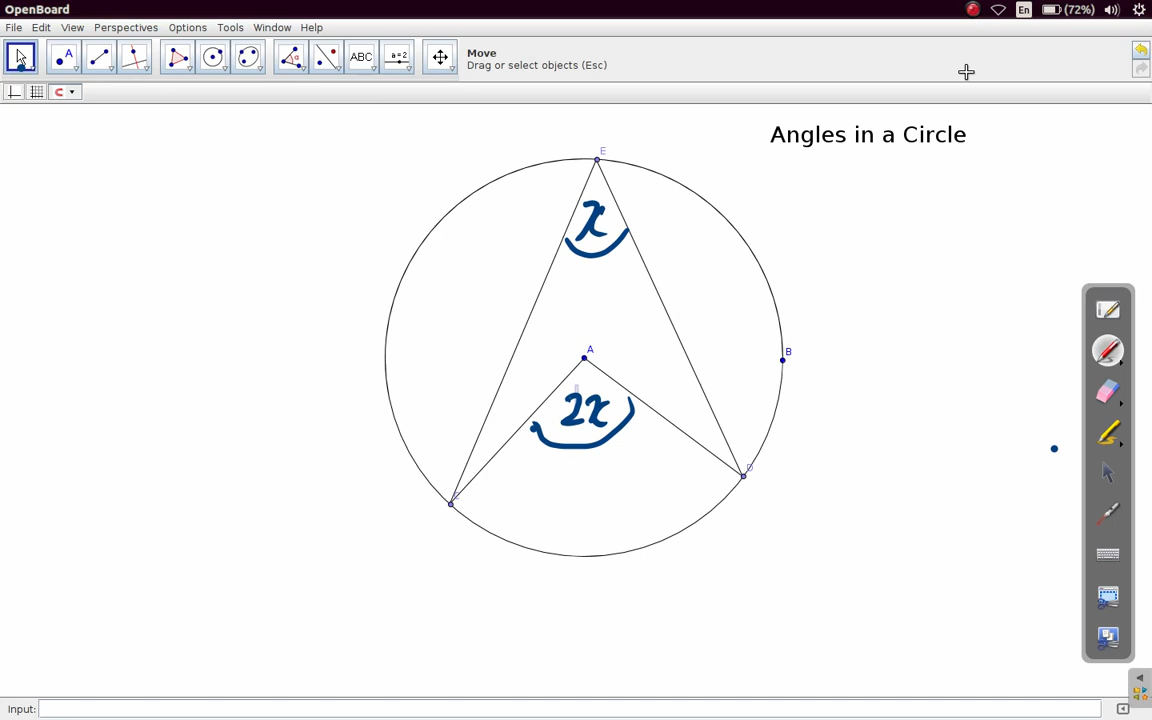 OpenBoard
En
(72%)
File Edit View Perspectives Options Tools Window Help
A
ABC
a=2
Move
Drag or select objects (Esc)
Angles in a Circle
E
x
A
B
2x
D
Input: